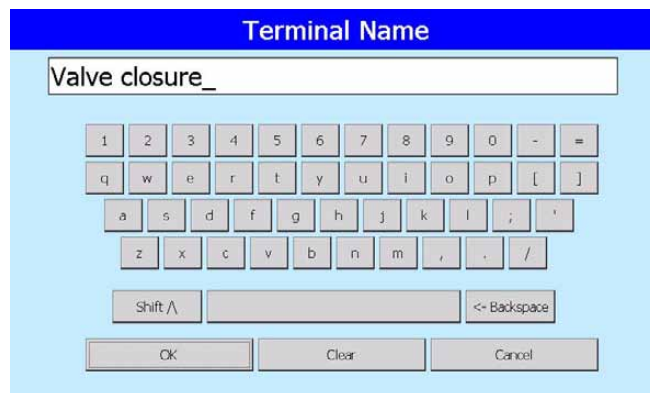 Terminal Name
Valve closure_
1 2 3 4 5 6 7 8 9 0 - =
q w e r t y u i o p [ ]
a s d f g h j k l ; '
z x c v b n m , . /
Shift /\ <- Backspace
OK Clear Cancel